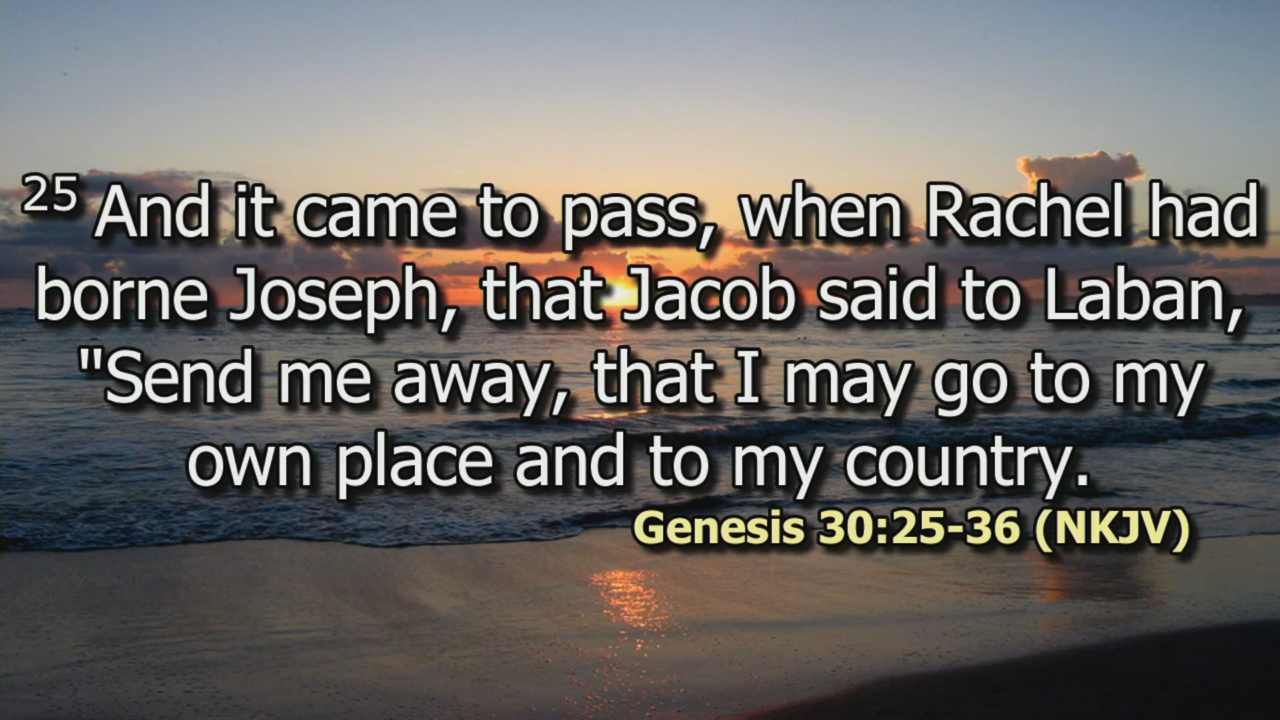 25 And it came to pass, when Rachel had
borne Joseph, that Jacob said to Laban,
"Send me away, that I may go to my
own place and to my country.
Genesis 30:25-36 (NKJV)